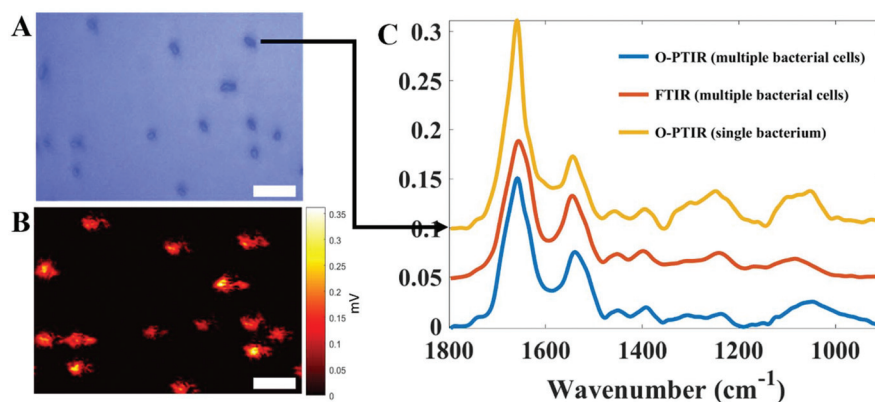 A
B
0.35
0.3
0.25
0.2
0.15
0.1
0.05
0
mV
C
0.3
0.25
0.2
0.15
0.1
0.05
0
O-PTIR (multiple bacterial cells)
FTIR (multiple bacterial cells)
O-PTIR (single bacterium)
1800
1600
1400
1200
1000
Wavenumber (cm-1)